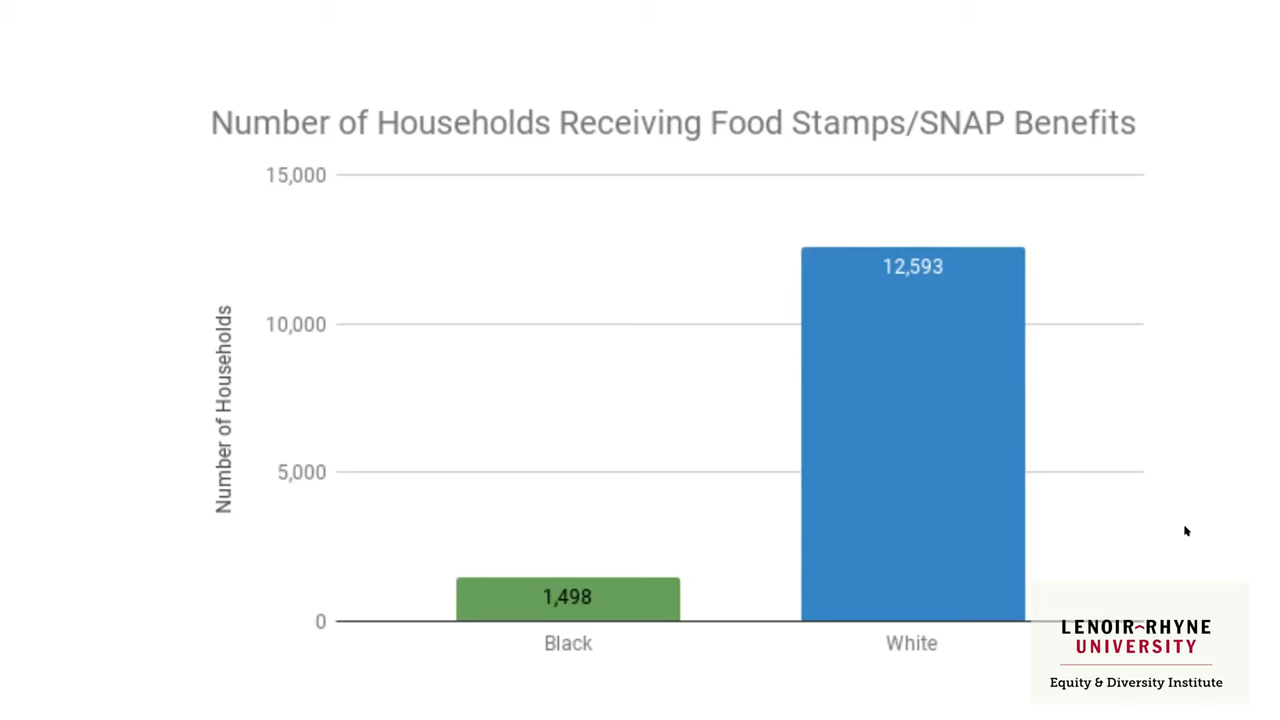 Number of Households Receiving Food Stamps/SNAP Benefits
15,000
10,000
5,000
0
Number of Households
12,593
1,498
Black
White
LENOIR-RHYNE
UNIVERSITY
Equity & Diversity Institute